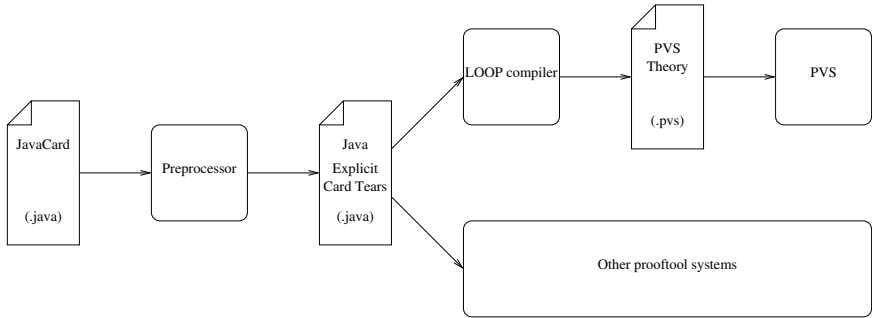 JavaCard
(.java)
Preprocessor
Java
Explicit
Card Tears
(.java)
LOOP compiler
PVS
Theory
(.pvs)
PVS
Other prooftool systems